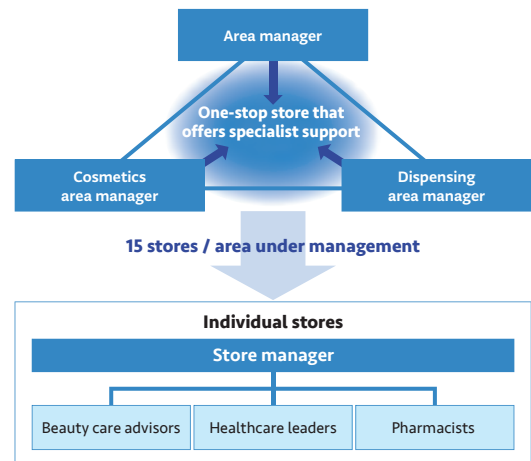 Area manager
One-stop store that
offers specialist support
Cosmetics
area manager
Dispensing
area manager
15 stores / area under management
Individual stores
Store manager
Beauty care advisors
Healthcare leaders
Pharmacists